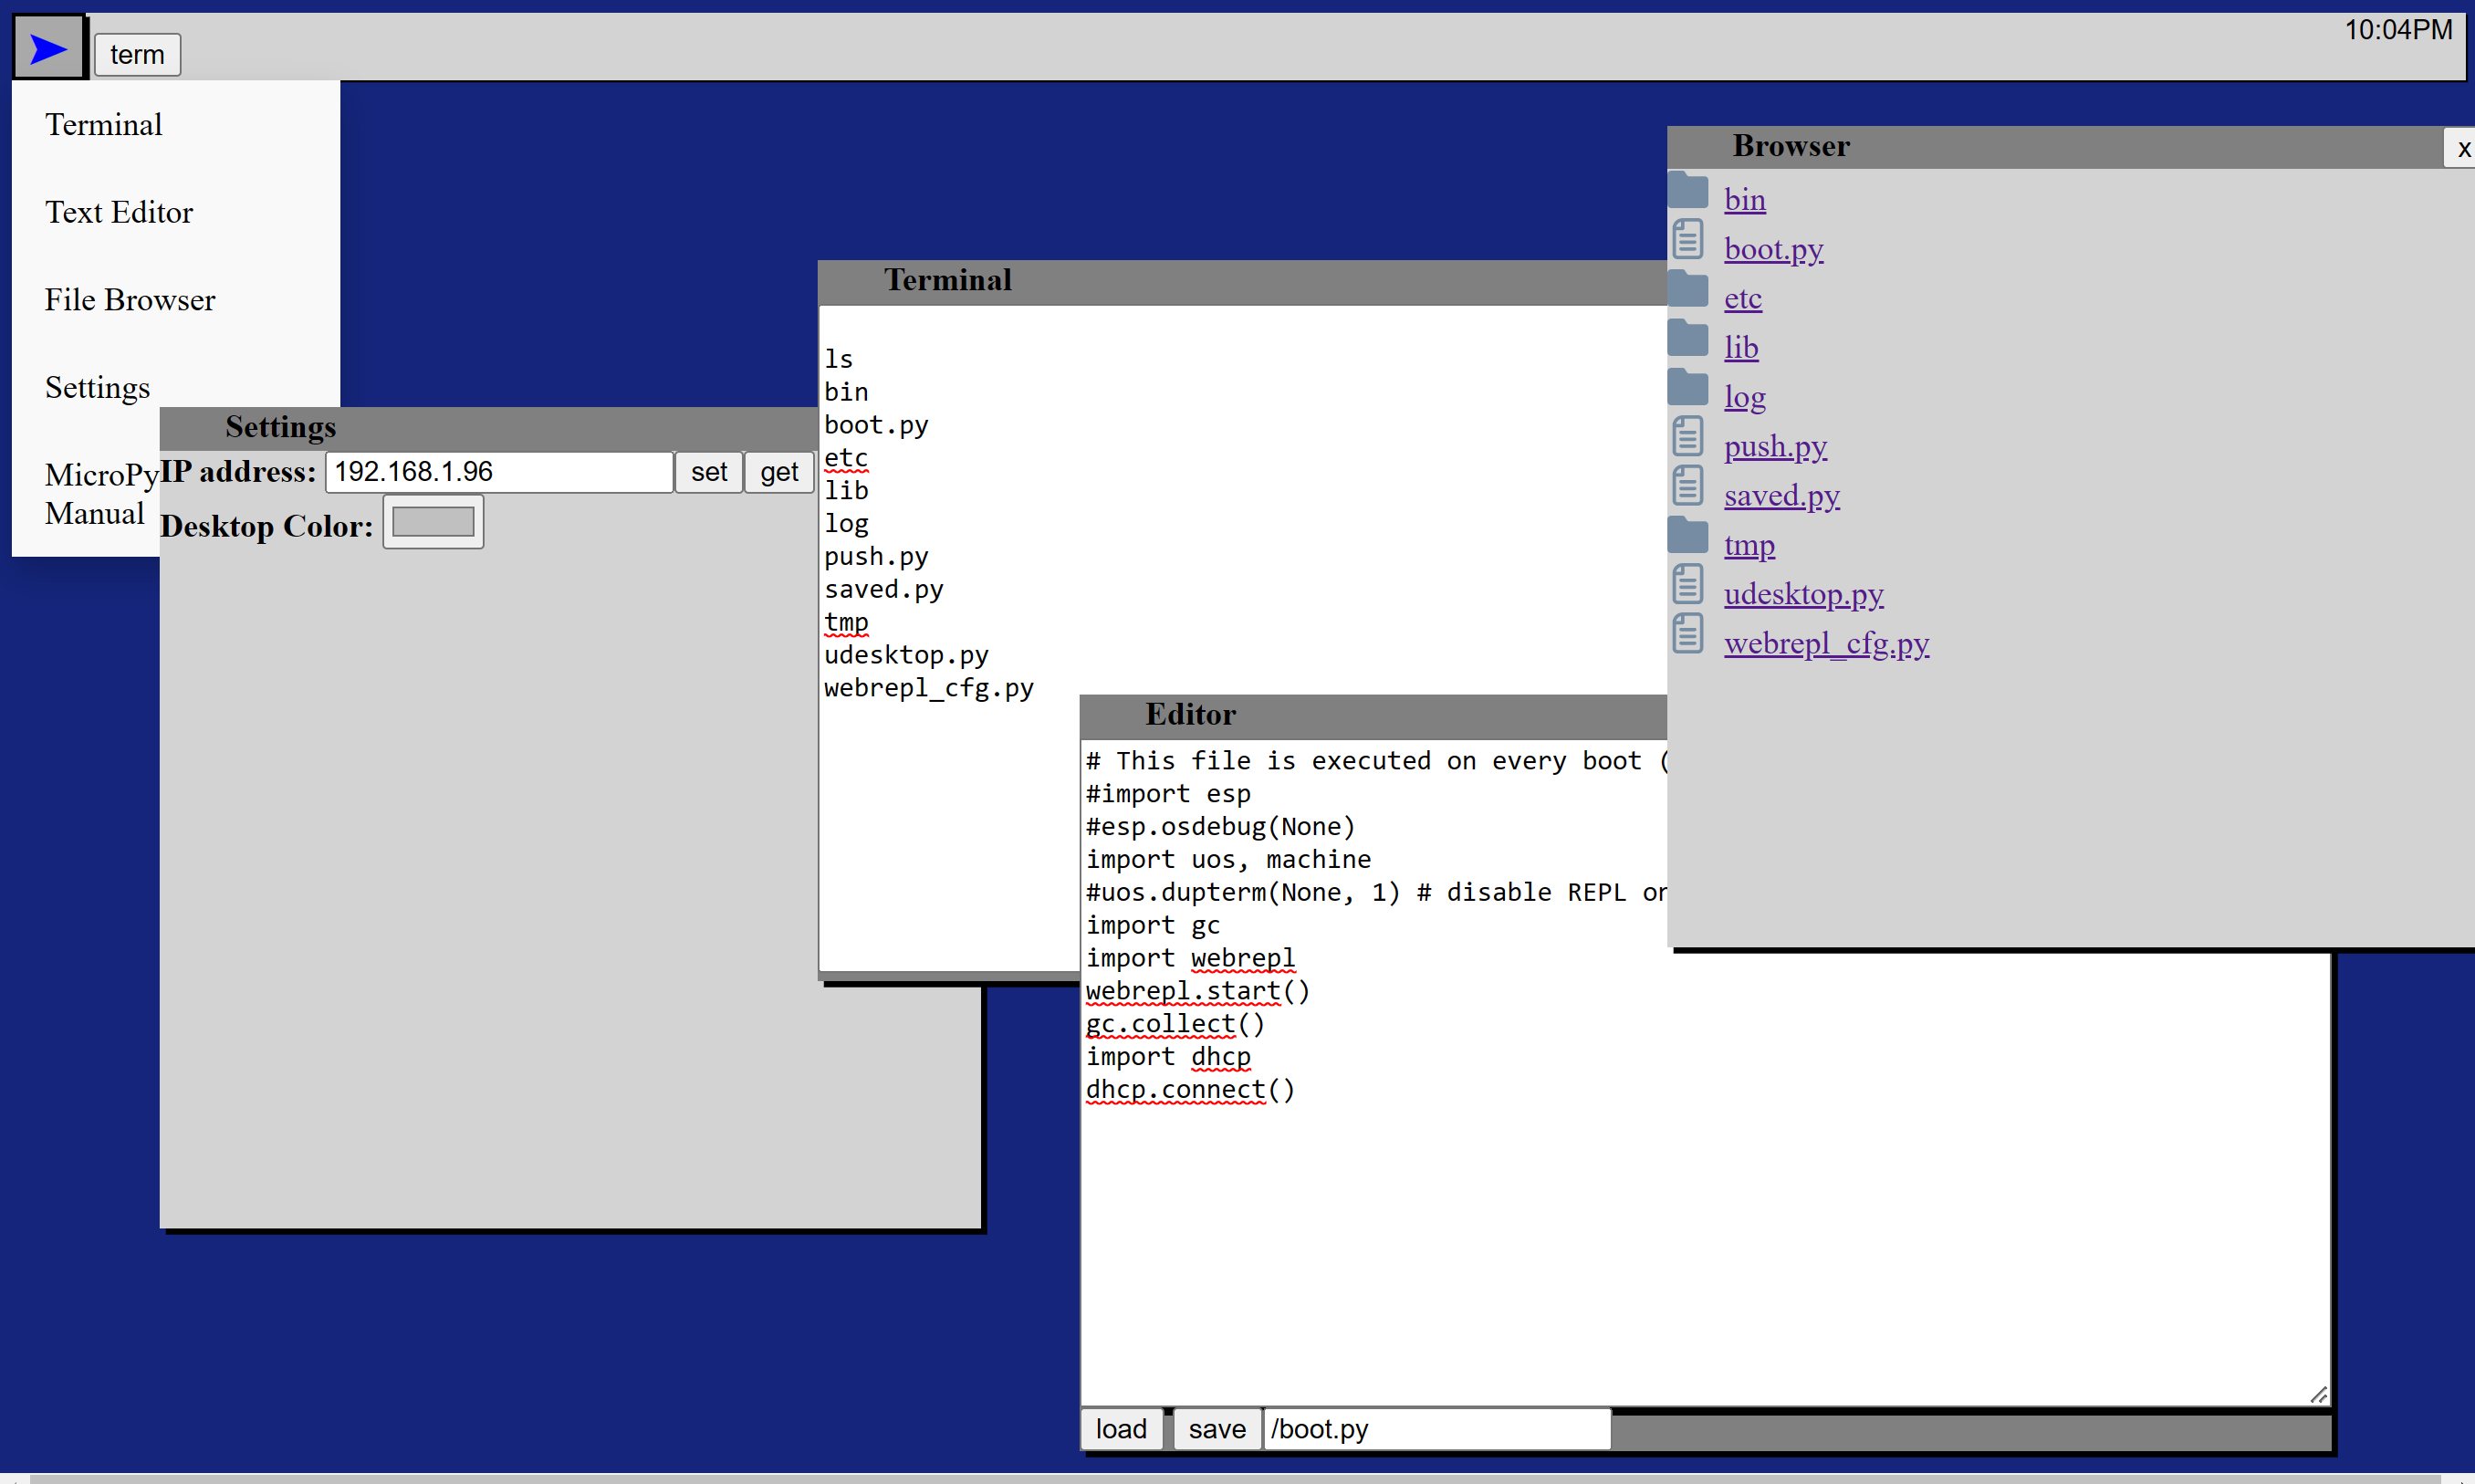 term
10:04PM
Terminal
Text Editor
File Browser
Settings
MicroPy
Manual
Settings
IP address: 192.168.1.96 set get
Desktop Color:
Terminal
ls
bin
boot.py
etc
lib
log
push.py
saved.py
tmp
udesktop.py
webrepl_cfg.py
Editor
# This file is executed on every boot (
#import esp
#esp.osdebug(None)
import uos, machine
#uos.dupterm(None, 1) # disable REPL or
import gc
import webrepl
webrepl.start()
gc.collect()
import dhcp
dhcp.connect()
load save /boot.py
Browser x
bin
boot.py
etc
lib
log
push.py
saved.py
tmp
udesktop.py
webrepl_cfg.py